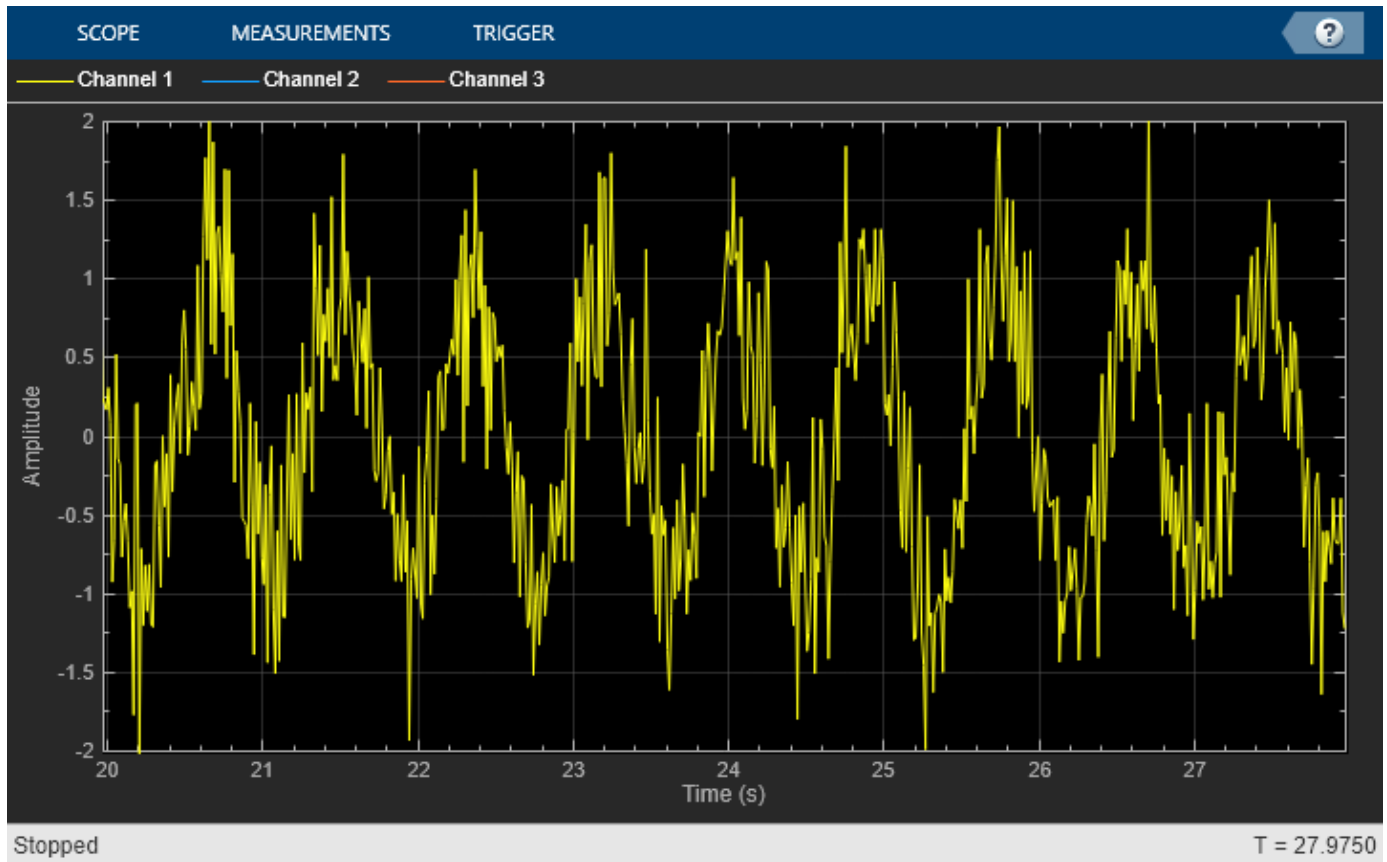 SCOPE MEASUREMENTS TRIGGER ?
Channel 1 Channel 2 Channel 3
2
1.5
1
0.5
0
-0.5
-1
-1.5
-2
Amplitude
20 21 22 23 24 25 26 27
Time (s)
Stopped T = 27.9750